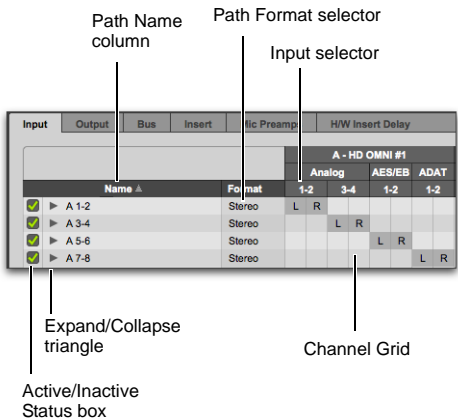 Path Name
column
Path Format selector
Input selector
Input Output Bus Insert Mic Preamps H/W Insert Delay
A - HD OMNI #1
Analog AES/EB ADAT
Name Format 1-2 3-4 1-2 1-2
A 1-2 Stereo L R
A 3-4 Stereo L R
A 5-6 Stereo L R
A 7-8 Stereo L R
Expand/Collapse
triangle
Channel Grid
Active/Inactive
Status box